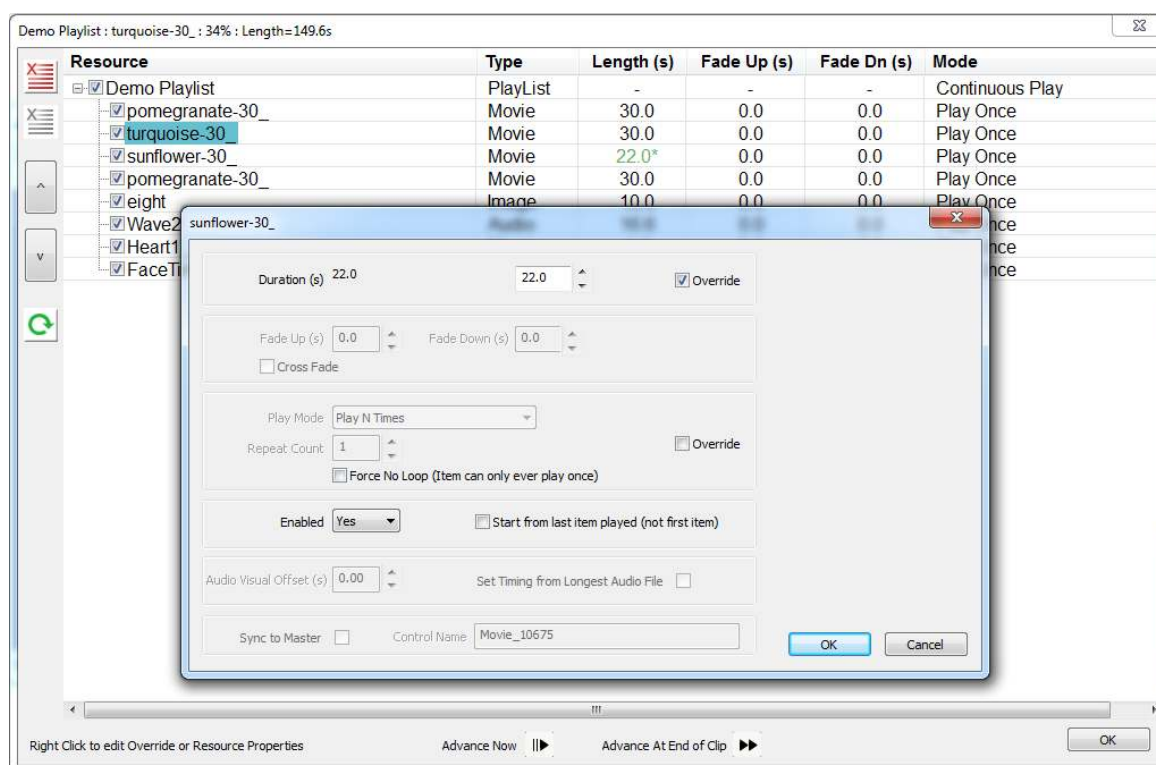 Demo Playlist : turquoise-30_ : 34% : Length=149.6s
Resource Type Length (s) Fade Up (s) Fade Dn (s) Mode
Demo Playlist PlayList - - - Continuous Play
pomegranate-30_ Movie 30.0 0.0 0.0 Play Once
turquoise-30_ Movie 30.0 0.0 0.0 Play Once
sunflower-30_ Movie 22.0* 0.0 0.0 Play Once
pomegranate-30_ Movie 30.0 0.0 0.0 Play Once
eight Image 10.0 0.0 0.0 Play Once
Wave2 nce
Heart1 nce
FaceTi nce
sunflower-30_
Duration (s) 22.0 22.0 Override
Fade Up (s) 0.0 Fade Down (s) 0.0
Cross Fade
Play Mode Play N Times
Repeat Count 1 Override
Force No Loop (Item can only ever play once)
Enabled Yes Start from last item played (not first item)
Audio Visual Offset (s) 0.00 Set Timing from Longest Audio File
Sync to Master Control Name Movie_10675
OK Cancel
Right Click to edit Override or Resource Properties Advance Now Advance At End of Clip OK